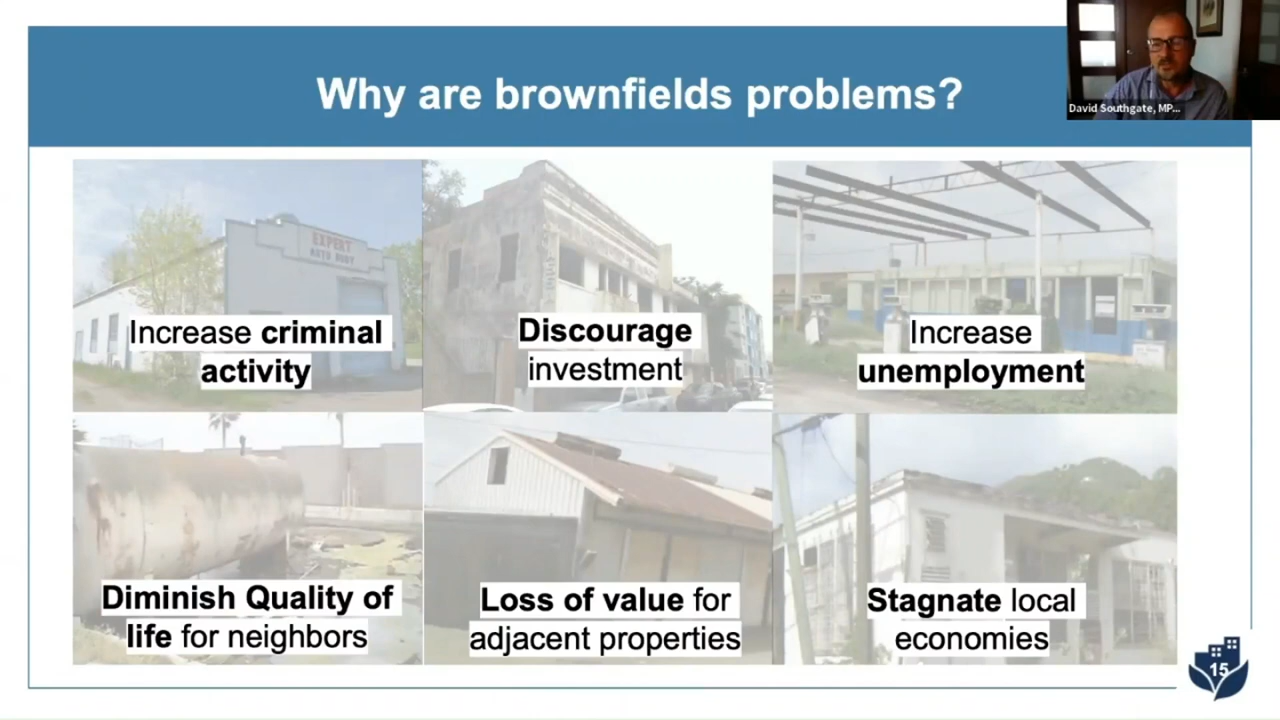 Why are brownfields problems?
David Southgate, MP...
EXPERT
AUTO BODY
Increase criminal
activity
Discourage
investment
Increase
unemployment
Diminish Quality of
life for neighbors
Loss of value for
adjacent properties
Stagnate local
economies
15